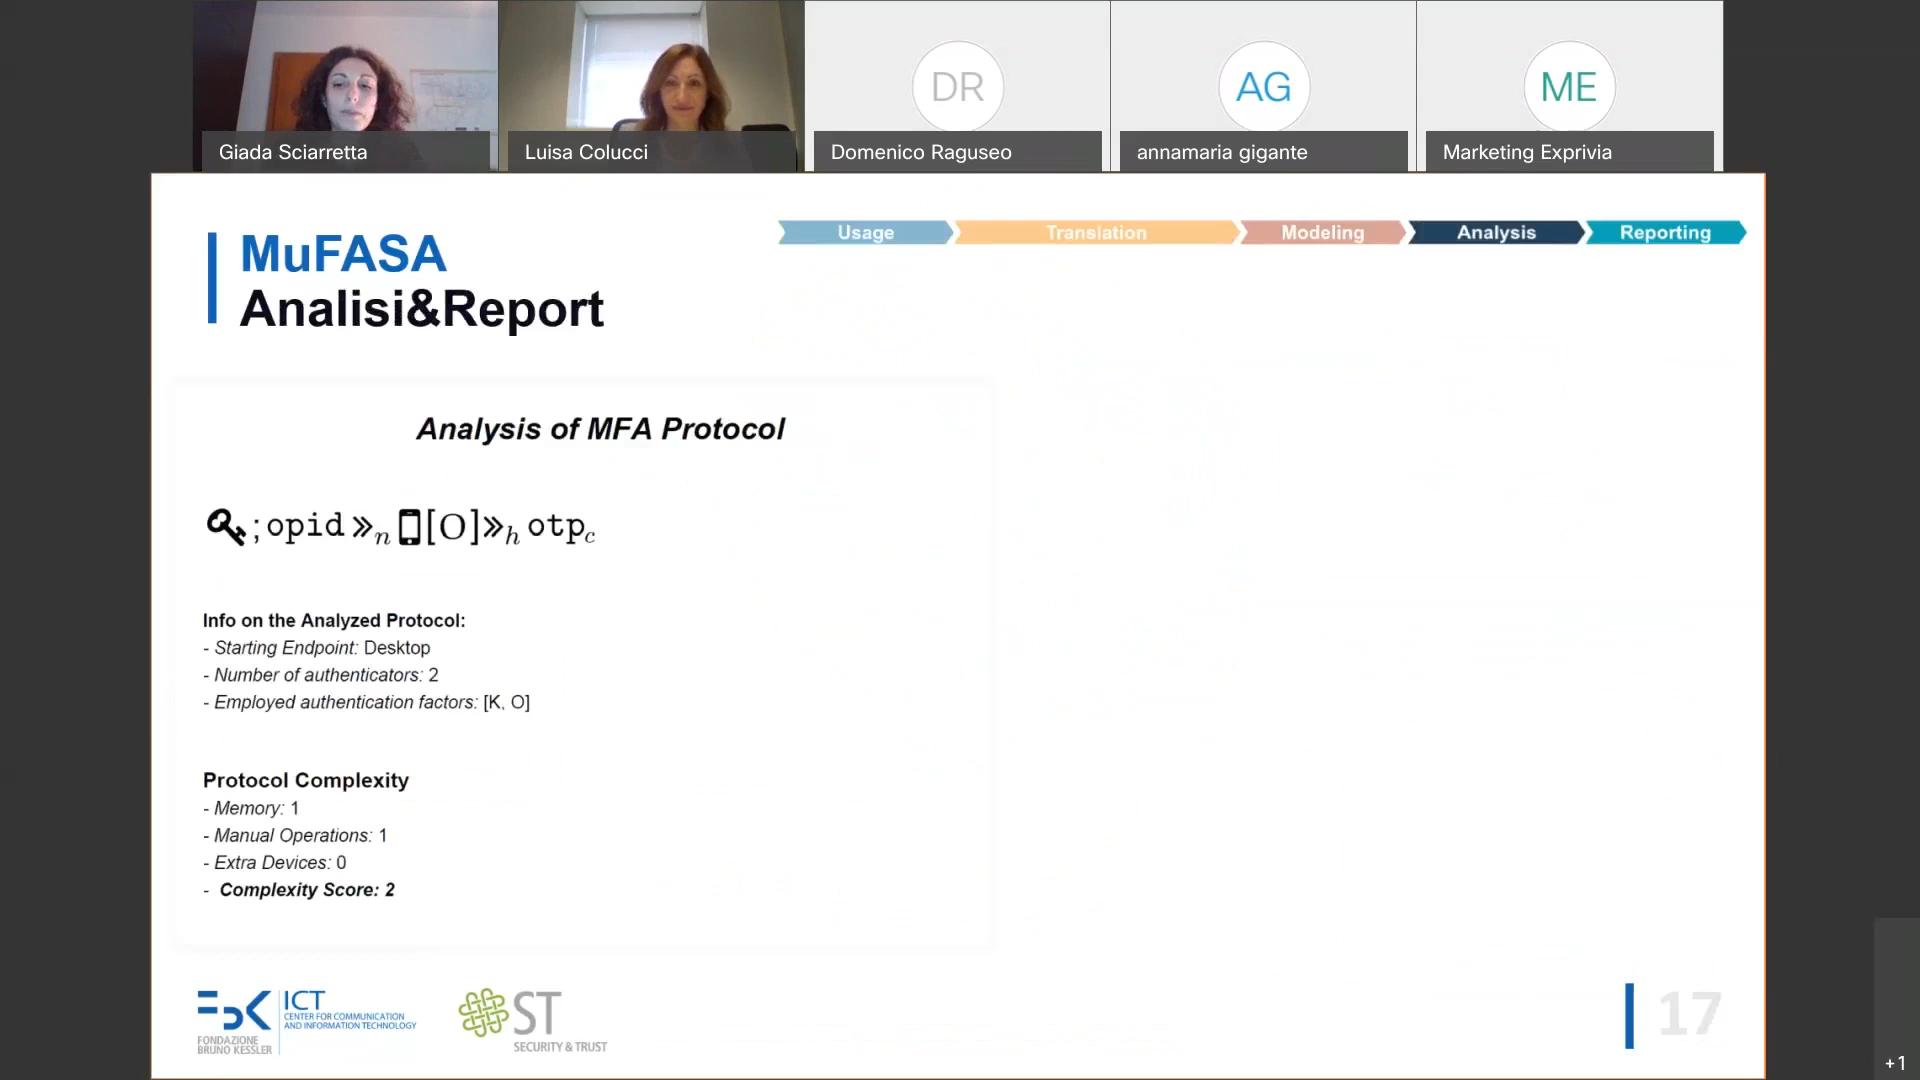 DR
AG
ME
Giada Sciarretta
Luisa Colucci
Domenico Raguseo
annamaria gigante
Marketing Exprivia
Usage
Translation
Modeling
Analysis
Reporting
MuFASA
Analisi&Report
Analysis of MFA Protocol
;opid»n[O]»h otpc
Info on the Analyzed Protocol:
- Starting Endpoint: Desktop
- Number of authenticators: 2
- Employed authentication factors: [K, O]
Protocol Complexity
- Memory: 1
- Manual Operations: 1
- Extra Devices: 0
- Complexity Score: 2
FBK
FONDAZIONE
BRUNO KESSLER
ICT
CENTER FOR COMMUNICATION
AND INFORMATION TECHNOLOGY
ST
SECURITY & TRUST
17
+1